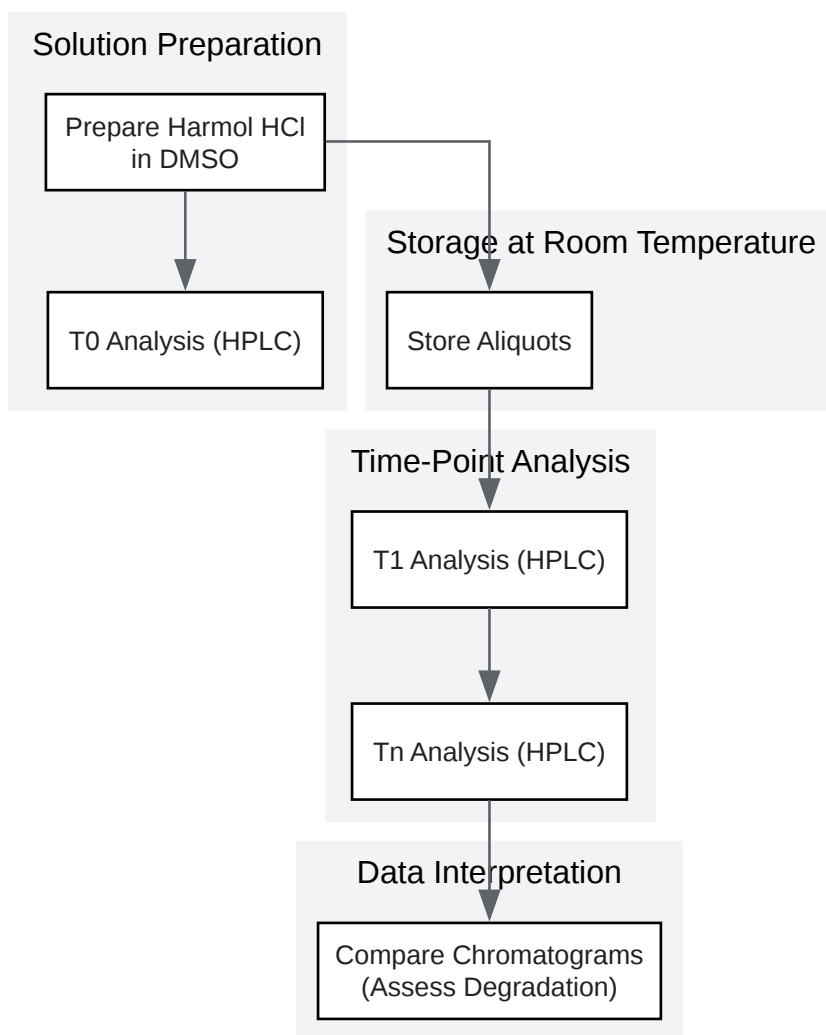 Solution Preparation
Prepare Harmol HCl
in DMSO
T0 Analysis (HPLC)
Storage at Room Temperature
Store Aliquots
Time-Point Analysis
T1 Analysis (HPLC)
Tn Analysis (HPLC)
Data Interpretation
Compare Chromatograms
(Assess Degradation)